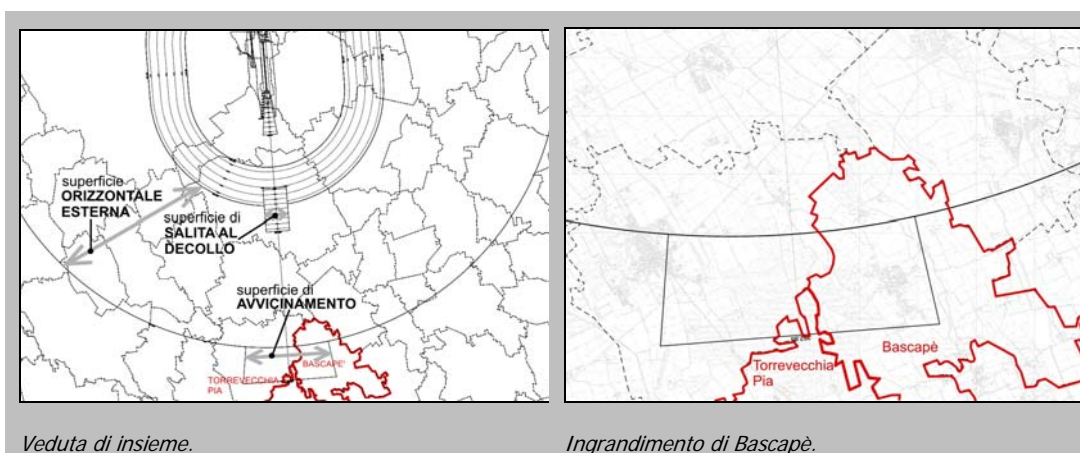 superficie
ORIZZONTALE
ESTERNA
superficie di
SALITA AL
DECOLLO
superficie di
AVVICINAMENTO
BASCAPE'
TORREVECCHIA
PIA
Bascapè
Torrevecchia
Pia
Veduta di insieme.
Ingrandimento di Bascapè.